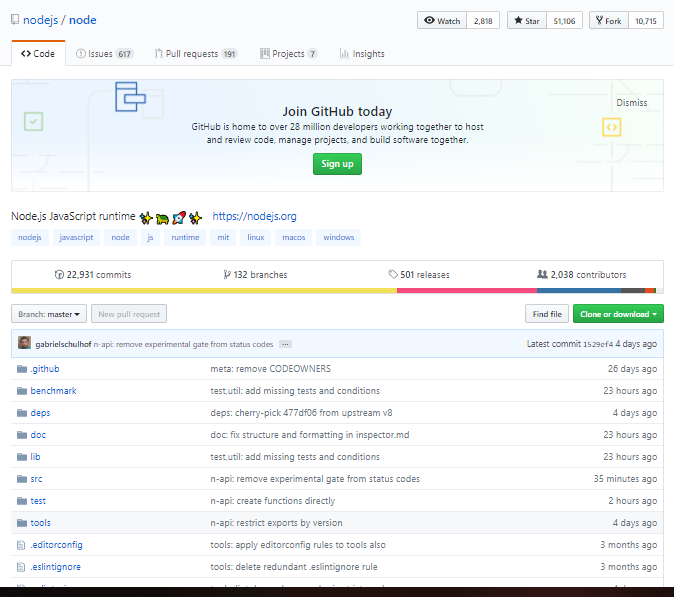 nodejs / node
Watch 2,818 Star 51,106 Fork 10,715
Code Issues 617 Pull requests 191 Projects 7 Insights
Join GitHub today
Dismiss
GitHub is home to over 28 million developers working together to host
and review code, manage projects, and build software together.
Sign up
Node.js JavaScript runtime ✨🐢🚀✨ https://nodejs.org
nodejs javascript node js runtime mit linux macos windows
22,931 commits 132 branches 501 releases 2,038 contributors
Branch: master New pull request Find file Clone or download
gabrielschulhof n-api: remove experimental gate from status codes ... Latest commit 1529ef4 4 days ago
.github meta: remove CODEOWNERS 26 days ago
benchmark test,util: add missing tests and conditions 23 hours ago
deps deps: cherry-pick 477df06 from upstream v8 4 days ago
doc doc: fix structure and formatting in inspector.md 23 hours ago
lib test,util: add missing tests and conditions 23 hours ago
src n-api: remove experimental gate from status codes 35 minutes ago
test n-api: create functions directly 2 hours ago
tools n-api: restrict exports by version 4 days ago
.editorconfig tools: apply editorconfig rules to tools also 3 months ago
.eslintignore tools: delete redundant .eslintignore rule 3 months ago